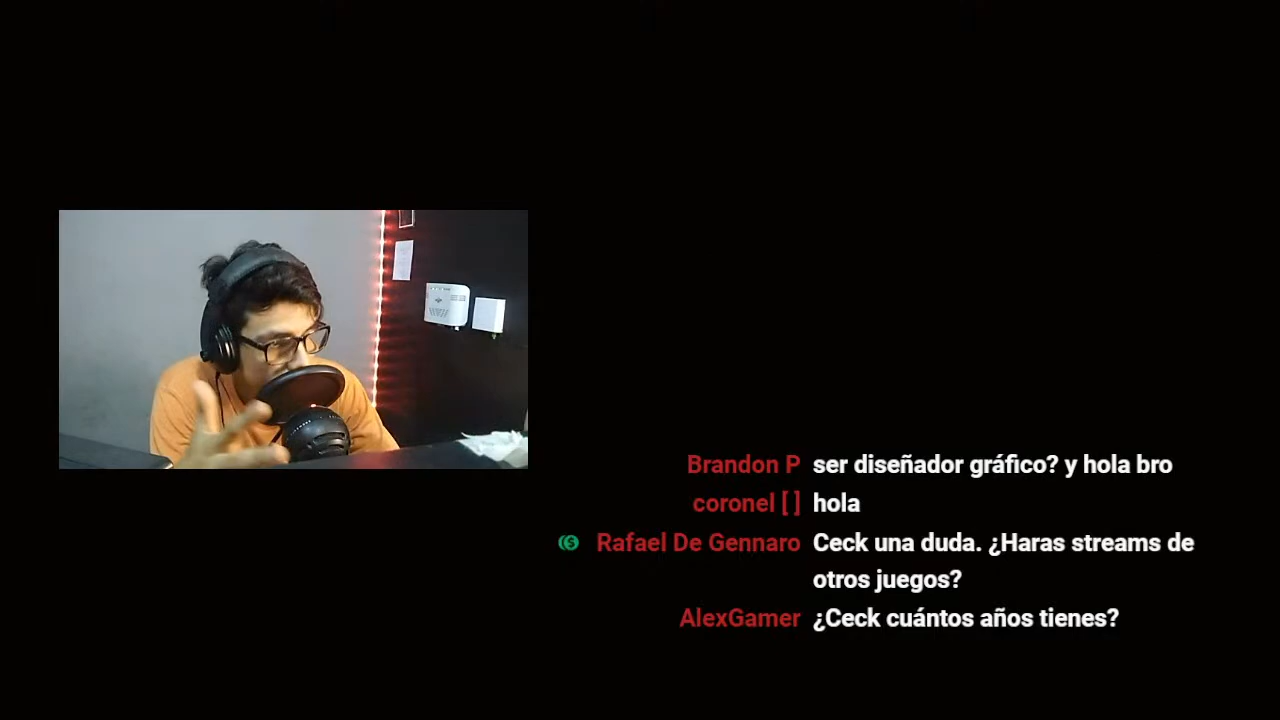 Brandon P ser diseñador gráfico? y hola bro
coronel [ ] hola
Rafael De Gennaro Ceck una duda. ¿Haras streams de
otros juegos?
AlexGamer ¿Ceck cuántos años tienes?